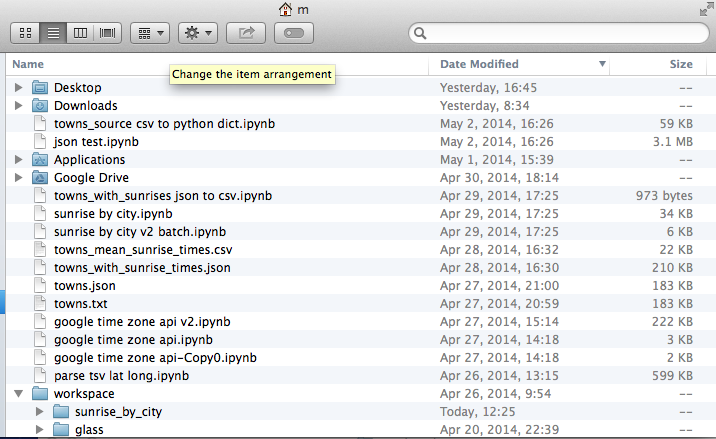 m
Name Date Modified Size
Change the item arrangement
Desktop Yesterday, 16:45 --
Downloads Yesterday, 8:34 --
towns_source csv to python dict.ipynb May 2, 2014, 16:26 59 KB
json test.ipynb May 2, 2014, 16:26 3.1 MB
Applications May 1, 2014, 15:39 --
Google Drive Apr 30, 2014, 18:14 --
towns_with_sunrises json to csv.ipynb Apr 29, 2014, 17:25 973 bytes
sunrise by city.ipynb Apr 29, 2014, 17:25 34 KB
sunrise by city v2 batch.ipynb Apr 29, 2014, 17:25 6 KB
towns_mean_sunrise_times.csv Apr 28, 2014, 16:32 22 KB
towns_with_sunrise_times.json Apr 28, 2014, 16:30 210 KB
towns.json Apr 27, 2014, 21:00 183 KB
towns.txt Apr 27, 2014, 20:59 183 KB
google time zone api v2.ipynb Apr 27, 2014, 15:14 222 KB
google time zone api.ipynb Apr 27, 2014, 14:18 3 KB
google time zone api-Copy0.ipynb Apr 27, 2014, 14:18 2 KB
parse tsv lat long.ipynb Apr 26, 2014, 13:15 599 KB
workspace Apr 26, 2014, 9:54 --
sunrise_by_city Today, 12:25 --
glass Apr 20, 2014, 22:39 --